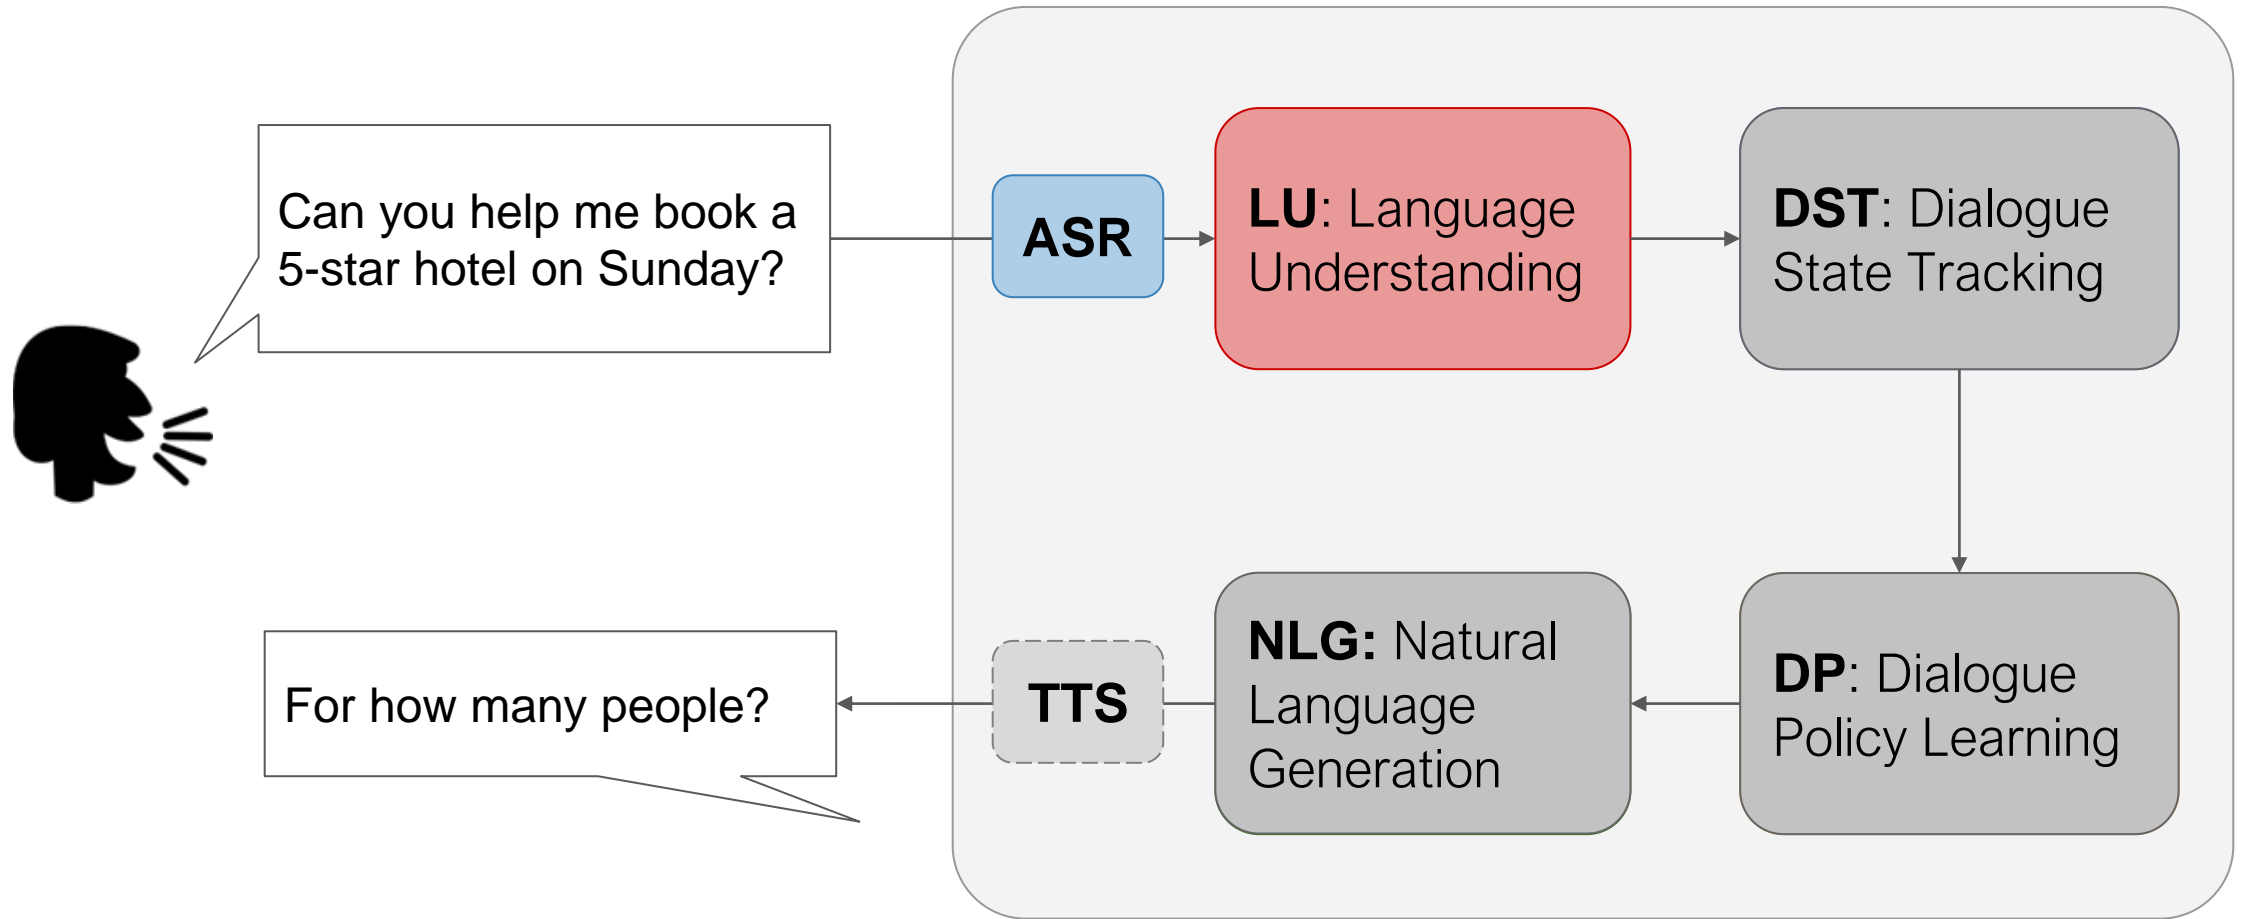 Can you help me book a
5-star hotel on Sunday?
ASR
LU: Language
Understanding
DST: Dialogue
State Tracking
For how many people?
TTS
NLG: Natural
Language
Generation
DP: Dialogue
Policy Learning